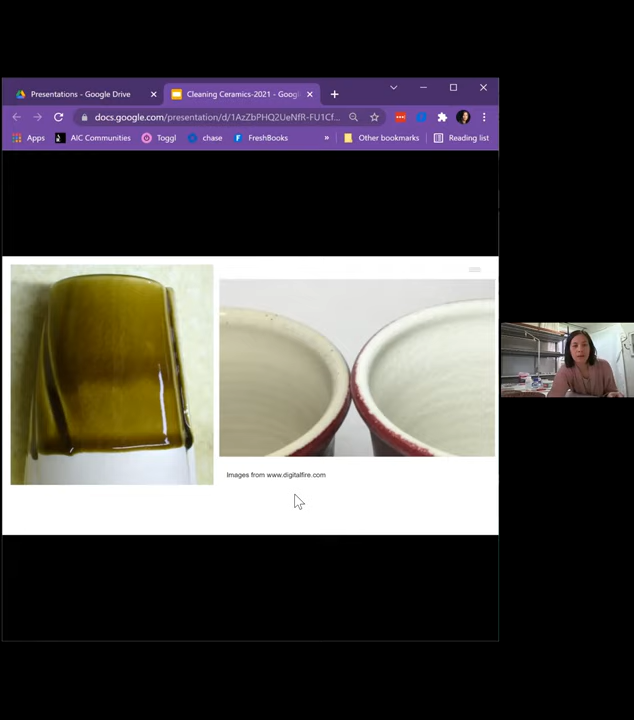 Presentations - Google Drive
Cleaning Ceramics-2021 - Goog
docs.google.com/presentation/d/1AzZbPHQ2UeNfR-FU1Cf...
Apps
AIC Communities
Toggl
chase
FreshBooks
»
Other bookmarks
Reading list
Images from www.digitalfire.com